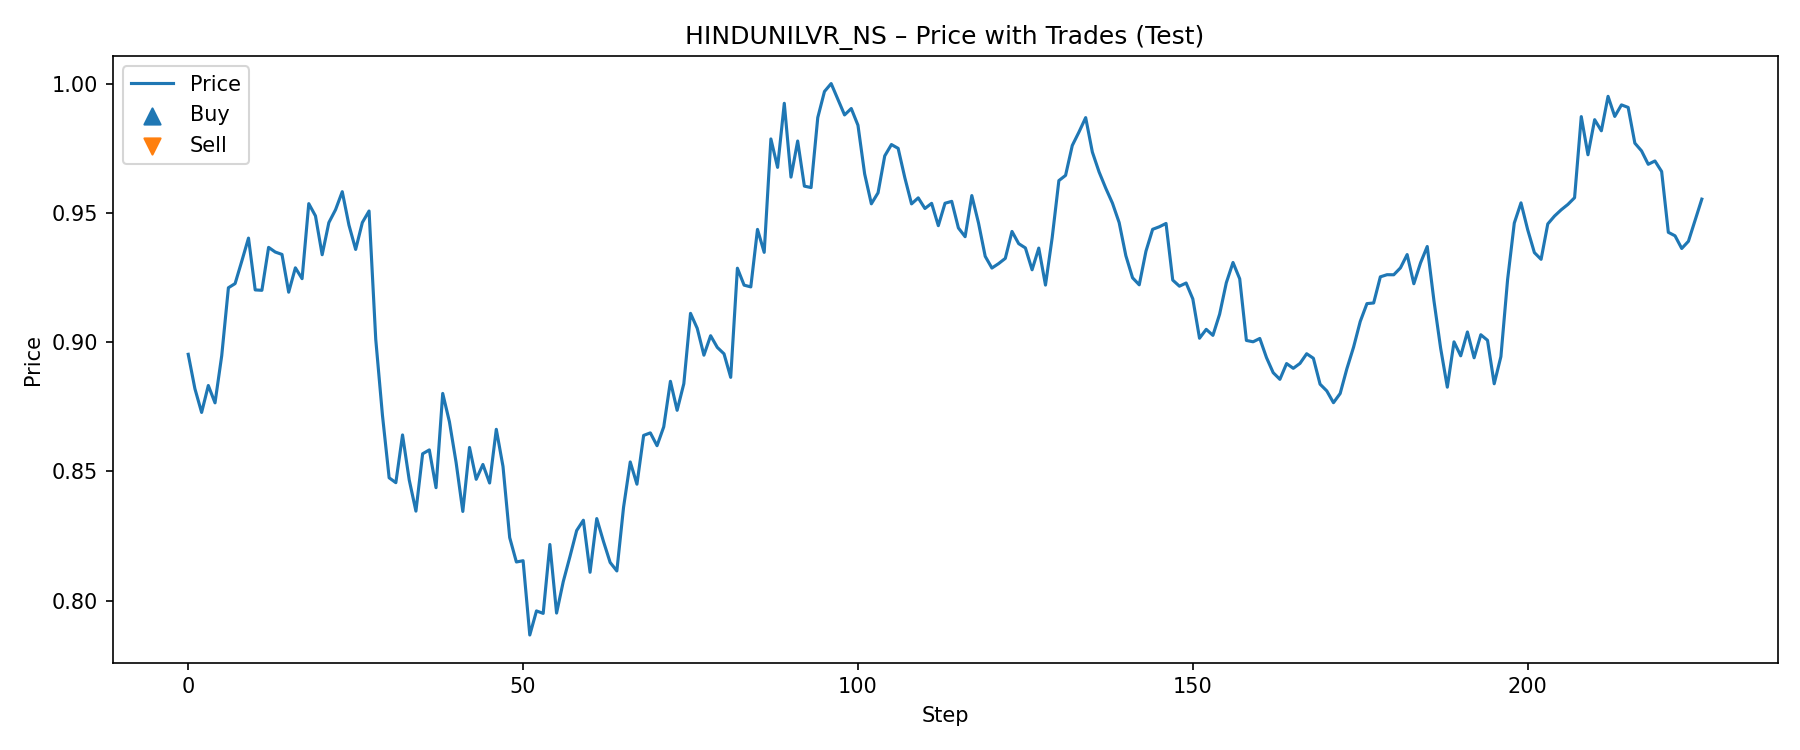 HINDUNILVR_NS – Price with Trades (Test)
Price
Buy
Sell
1.00
0.95
0.90
0.85
0.80
Price
0
50
100
150
200
Step